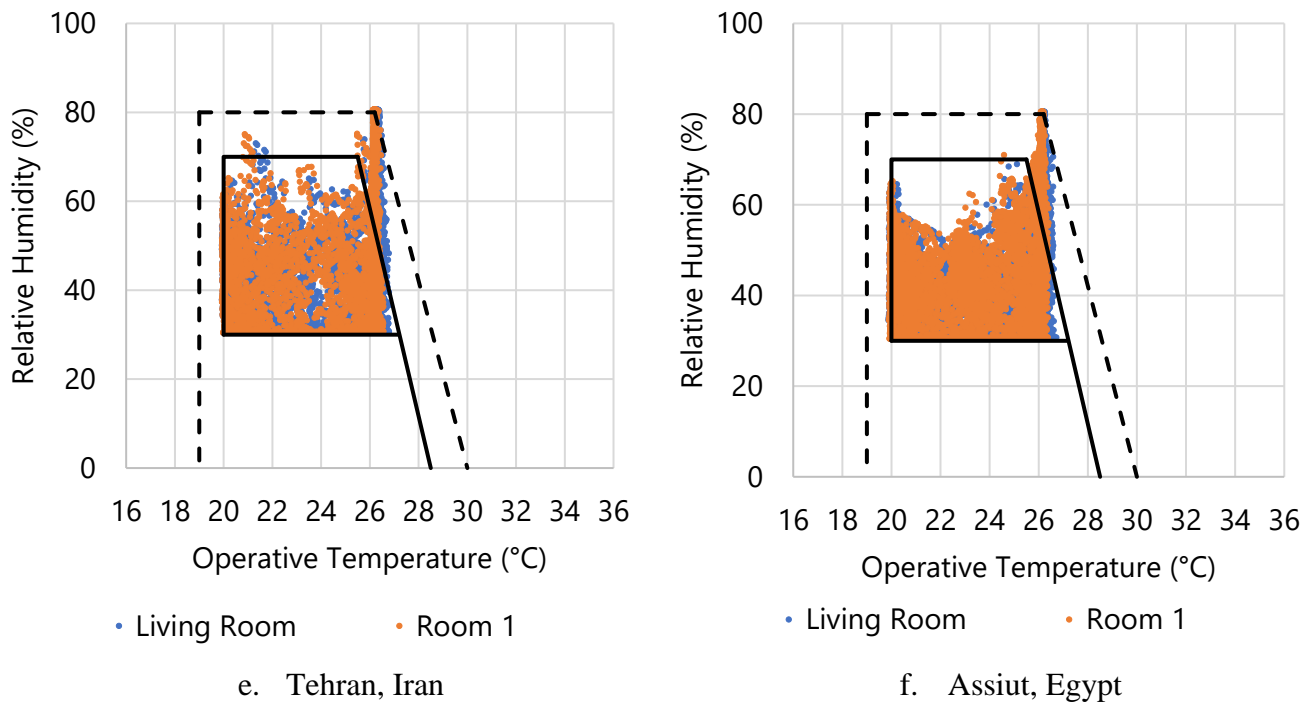 100
80
60
40
20
0
Relative Humidity (%)
16 18 20 22 24 26 28 30 32 34 36
Operative Temperature (°C)
Living Room Room 1
e. Tehran, Iran
100
80
60
40
20
0
Relative Humidity (%)
16 18 20 22 24 26 28 30 32 34 36
Operative Temperature (°C)
Living Room Room 1
f. Assiut, Egypt